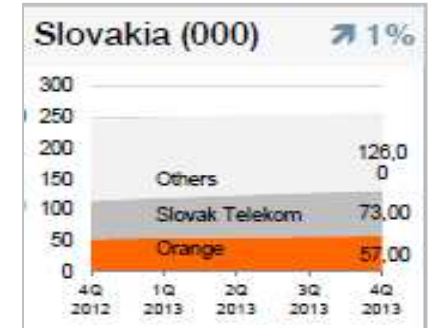 Slovakia (000) 1%
300
250
200
150
100
50
0
Others
Slovak Telekom
Orange
126,0
0
73,00
57,00
4Q 1Q 2Q 3Q 4Q
2012 2013 2013 2013 2013